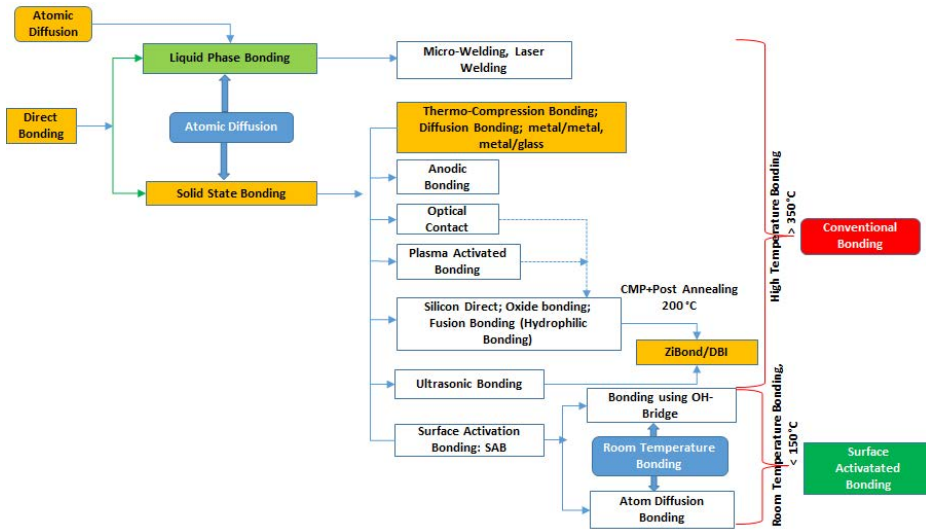 Atomic
Diffusion
Liquid Phase Bonding
Micro-Welding, Laser
Welding
Direct
Bonding
Atomic Diffusion
Thermo-Compression Bonding;
Diffusion Bonding; metal/metal,
metal/glass
Solid State Bonding
Anodic
Bonding
Optical
Contact
Plasma Activated
Bonding
Silicon Direct; Oxide bonding;
Fusion Bonding (Hydrophilic
Bonding)
CMP+Post Annealing
200°C
ZiBond/DBI
Ultrasonic Bonding
Surface Activation
Bonding: SAB
Bonding using OH-
Bridge
Room Temperature
Bonding
Atom Diffusion
Bonding
High Temperature Bonding
> 350°C
Conventional
Bonding
Room Temperature Bonding,
< 150°C
Surface
Activatated
Bonding